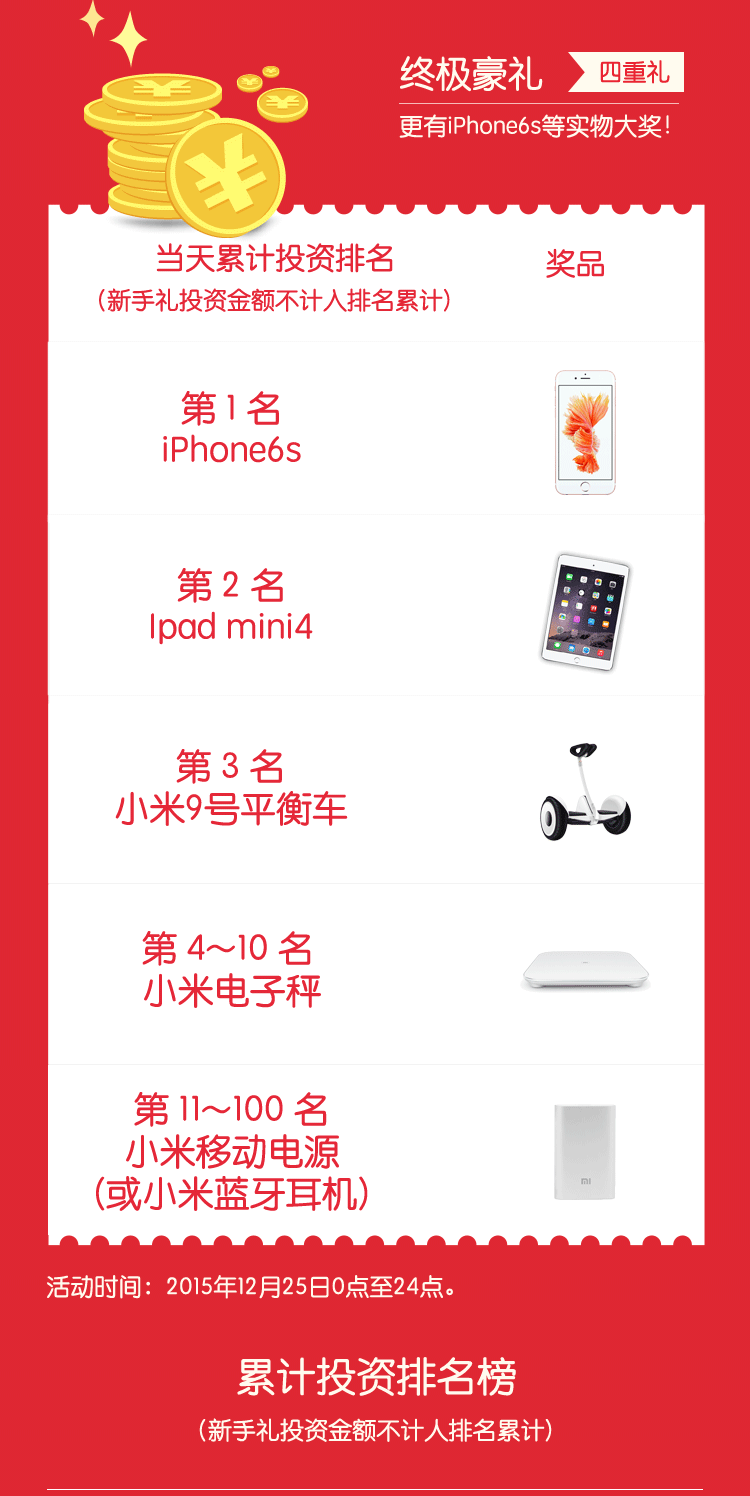 终极豪礼
四重礼
更有iPhone6s等实物大奖！
当天累计投资排名
（新手礼投资金额不计入排名累计）
奖品
第1名
iPhone6s
第 2 名
Ipad mini4
第 3 名
小米9号平衡车
第 4～10 名
小米电子秤
第 11～100 名
小米移动电源
（或小米蓝牙耳机）
MI
活动时间：2015年12月25日0点至24点。
累计投资排名榜
（新手礼投资金额不计入排名累计）